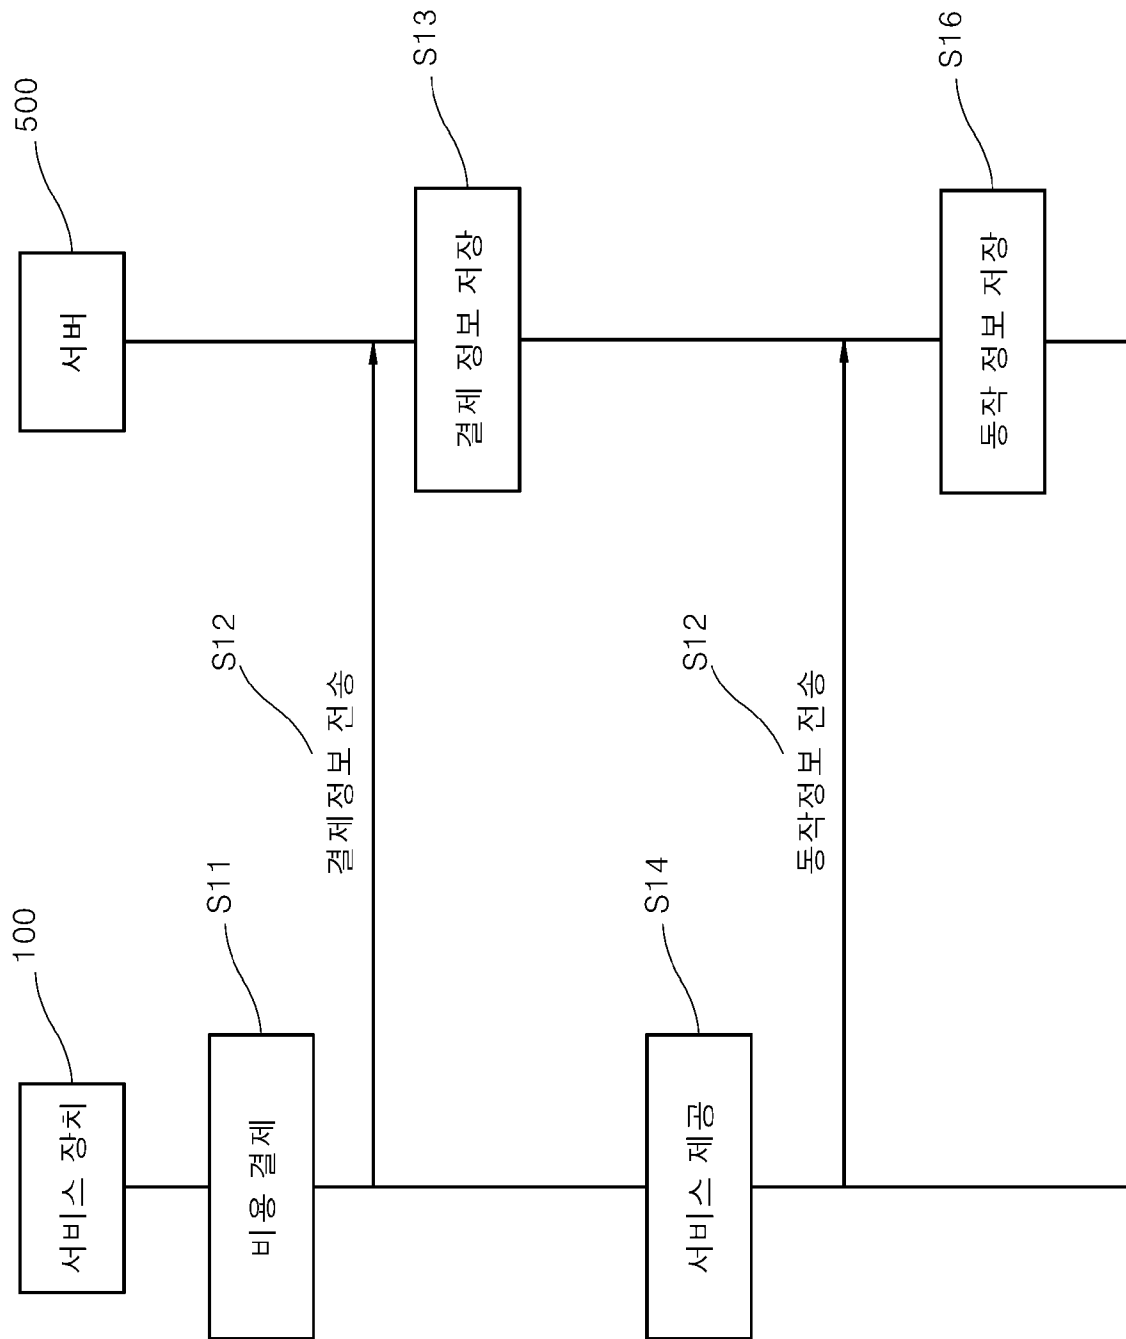 100
500
서비스 장치
서버
S11
비용 결제
S12
결제정보 전송
S13
결제 정보 저장
S14
서비스 제공
S12
동작정보 전송
S16
동작 정보 저장